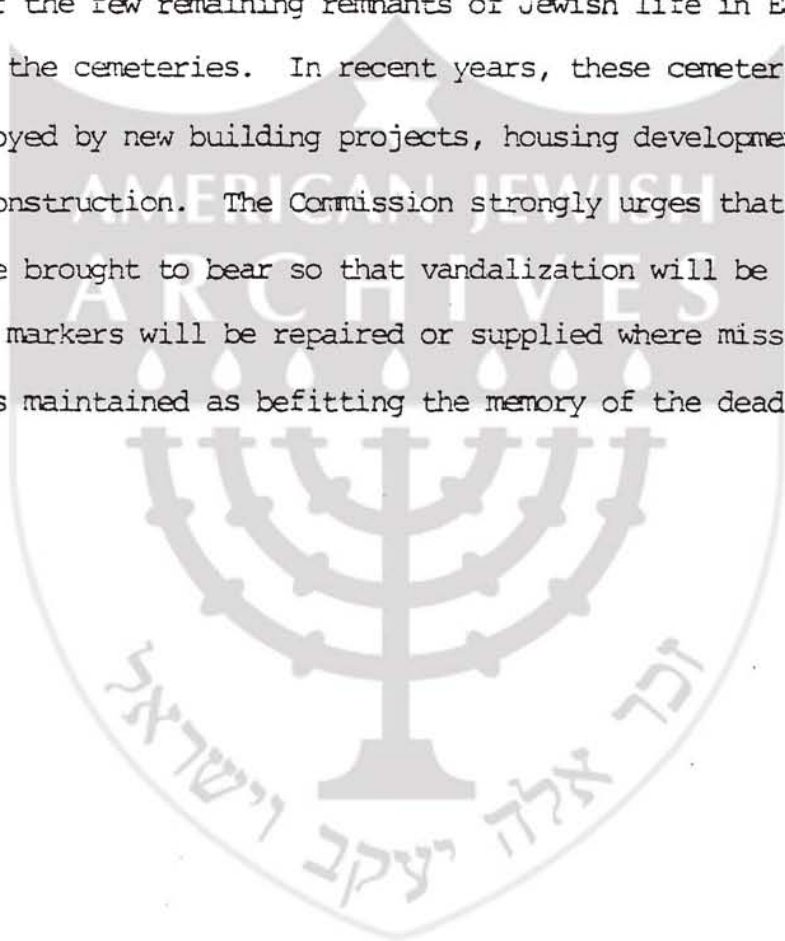 the few remaining remnants of Jewish life in
the cemeteries. In recent years, these
by new building projects, housing
The Commission strongly urges that
brought to bear so that vandalization will be
markers will be repaired or supplied where
maintained as befitting the memory of the dead
AMERICAN JEWISH
ARCHIVES
זכר אלה יעקב וישראל